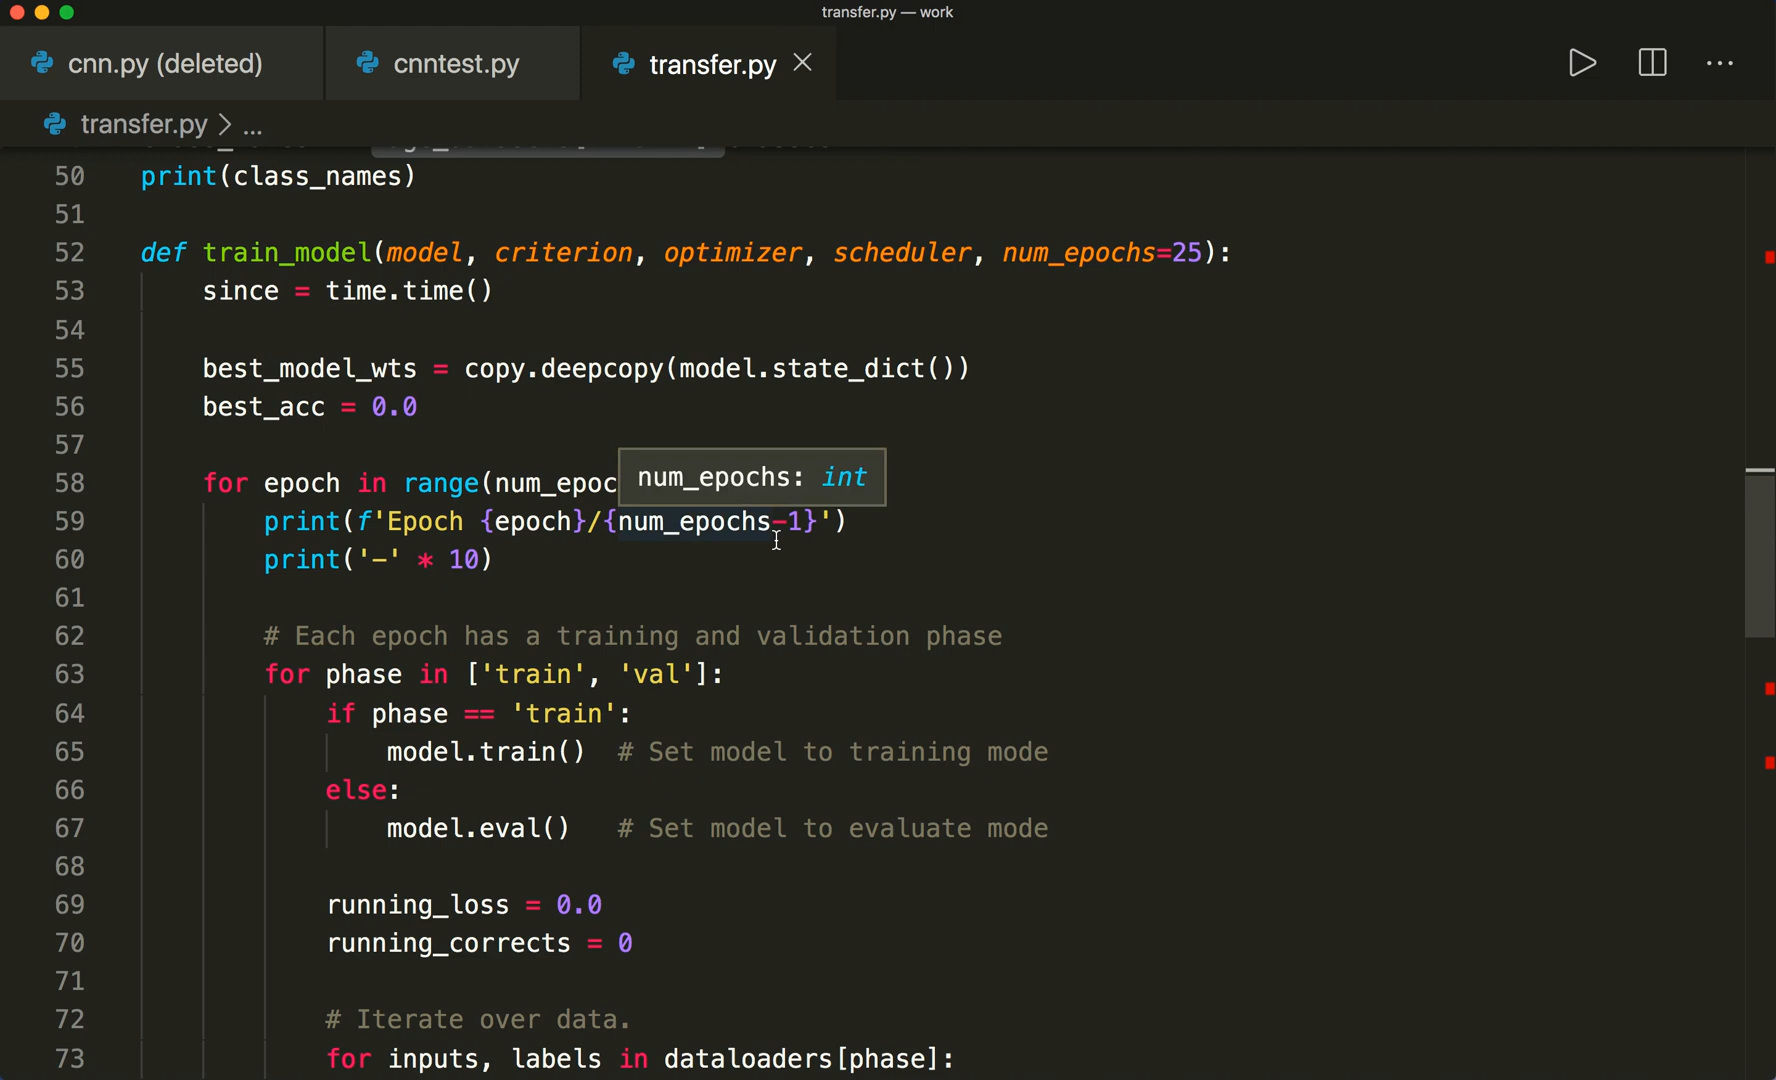 transfer.py — work
cnn.py (deleted)
cnntest.py
transfer.py
transfer.py > ...
50 print(class_names)
51
52 def train_model(model, criterion, optimizer, scheduler, num_epochs=25):
53 since = time.time()
54
55 best_model_wts = copy.deepcopy(model.state_dict())
56 best_acc = 0.0
57
num_epochs: int
58 for epoch in range(num_epoc
59 print(f'Epoch {epoch}/{num_epochs-1}')
60 print('-' * 10)
61
62 # Each epoch has a training and validation phase
63 for phase in ['train', 'val']:
64 if phase == 'train':
65 model.train() # Set model to training mode
66 else:
67 model.eval() # Set model to evaluate mode
68
69 running_loss = 0.0
70 running_corrects = 0
71
72 # Iterate over data.
73 for inputs, labels in dataloaders[phase]: